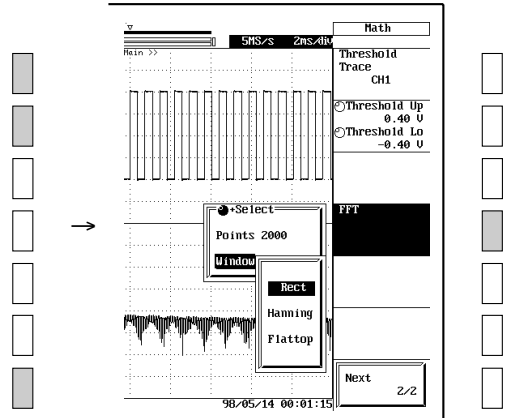 Math
5MS/s 2ms/div
Main >>
Threshold
Trace
CH1
Threshold Up
0.40 V
Threshold Lo
-0.40 V
+Select
Points 2000
Window
FFT
Rect
Hanning
Flattop
Next
2/2
98/05/14 00:01:15